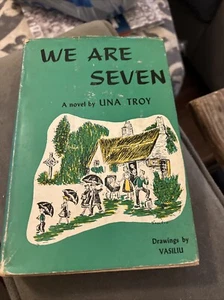 WE ARE
SEVEN
A novel by UNA TROY
Drawings by
VASILIU